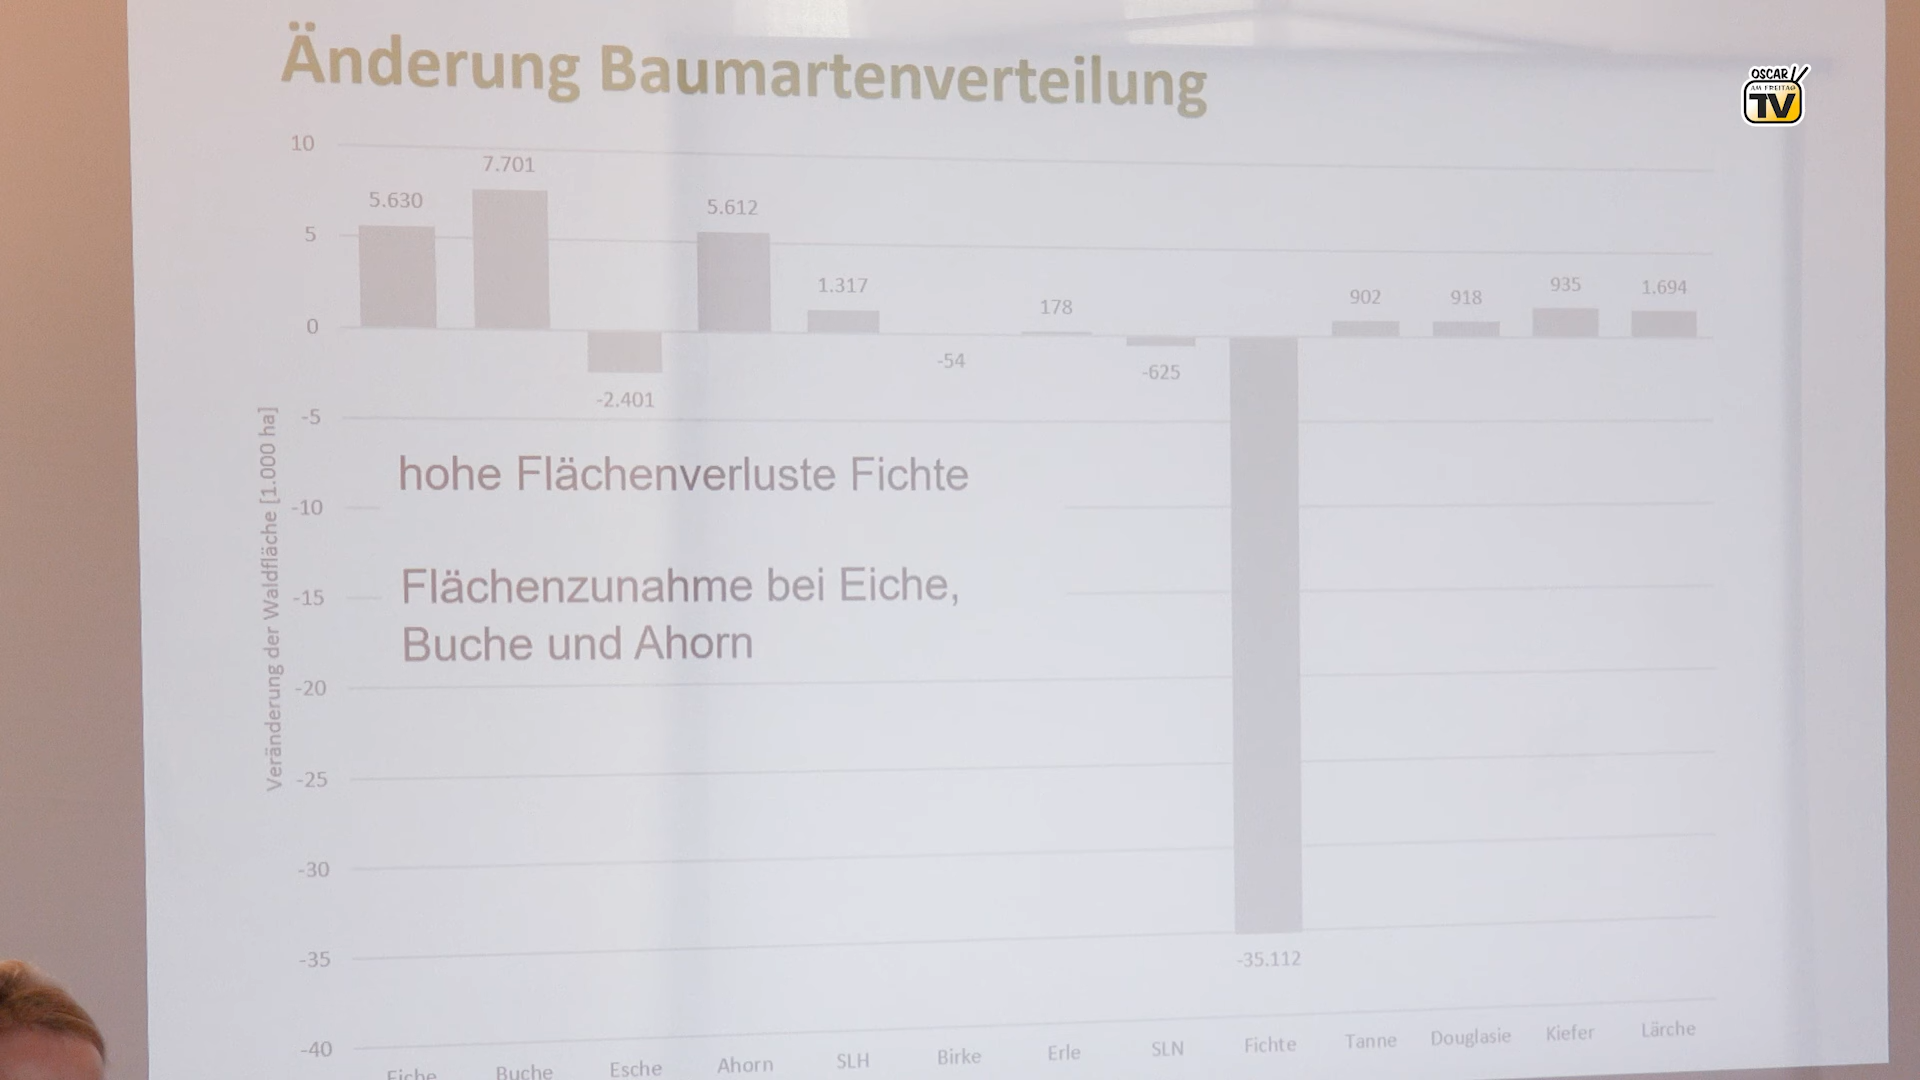 Änderung Baumartenverteilung
OSCAR
AM FREITAG
TV
10
5
0
-5
-10
-15
-20
-25
-30
-35
-40
Veränderung der Waldfläche [1.000 ha]
5.630
7.701
-2.401
5.612
1.317
-54
178
-625
-35.112
902
918
935
1.694
hohe Flächenverluste Fichte
Flächenzunahme bei Eiche,
Buche und Ahorn
Eiche
Buche
Esche
Ahorn
SLH
Birke
Erle
SLN
Fichte
Tanne
Douglasie
Kiefer
Lärche